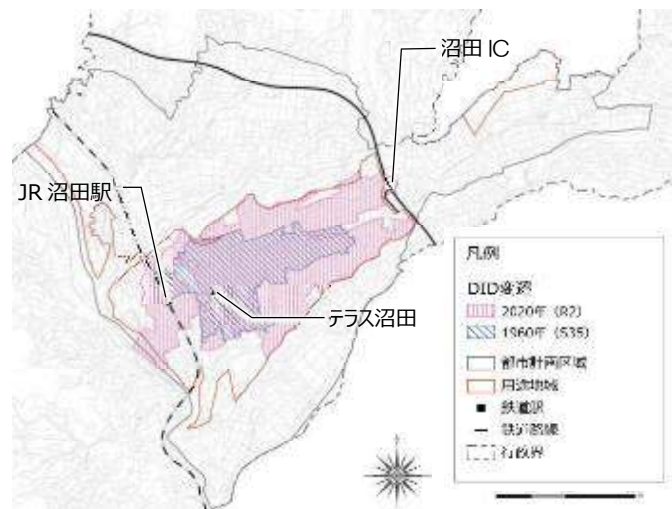 沼田 IC
JR 沼田駅
テラス沼田
凡例
DID変遷
2020年 (R2)
1960年 (S35)
都市計画区域
用途地域
鉄道駅
鉄道路線
行政界